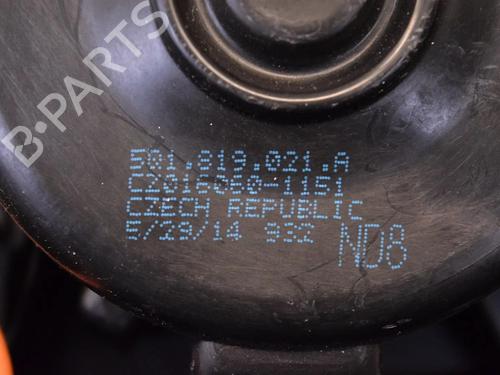 B-PARTS
5Q1.819.021.A
C2016060-1151
CZECH REPUBLIC
5/29/14 932
ND8